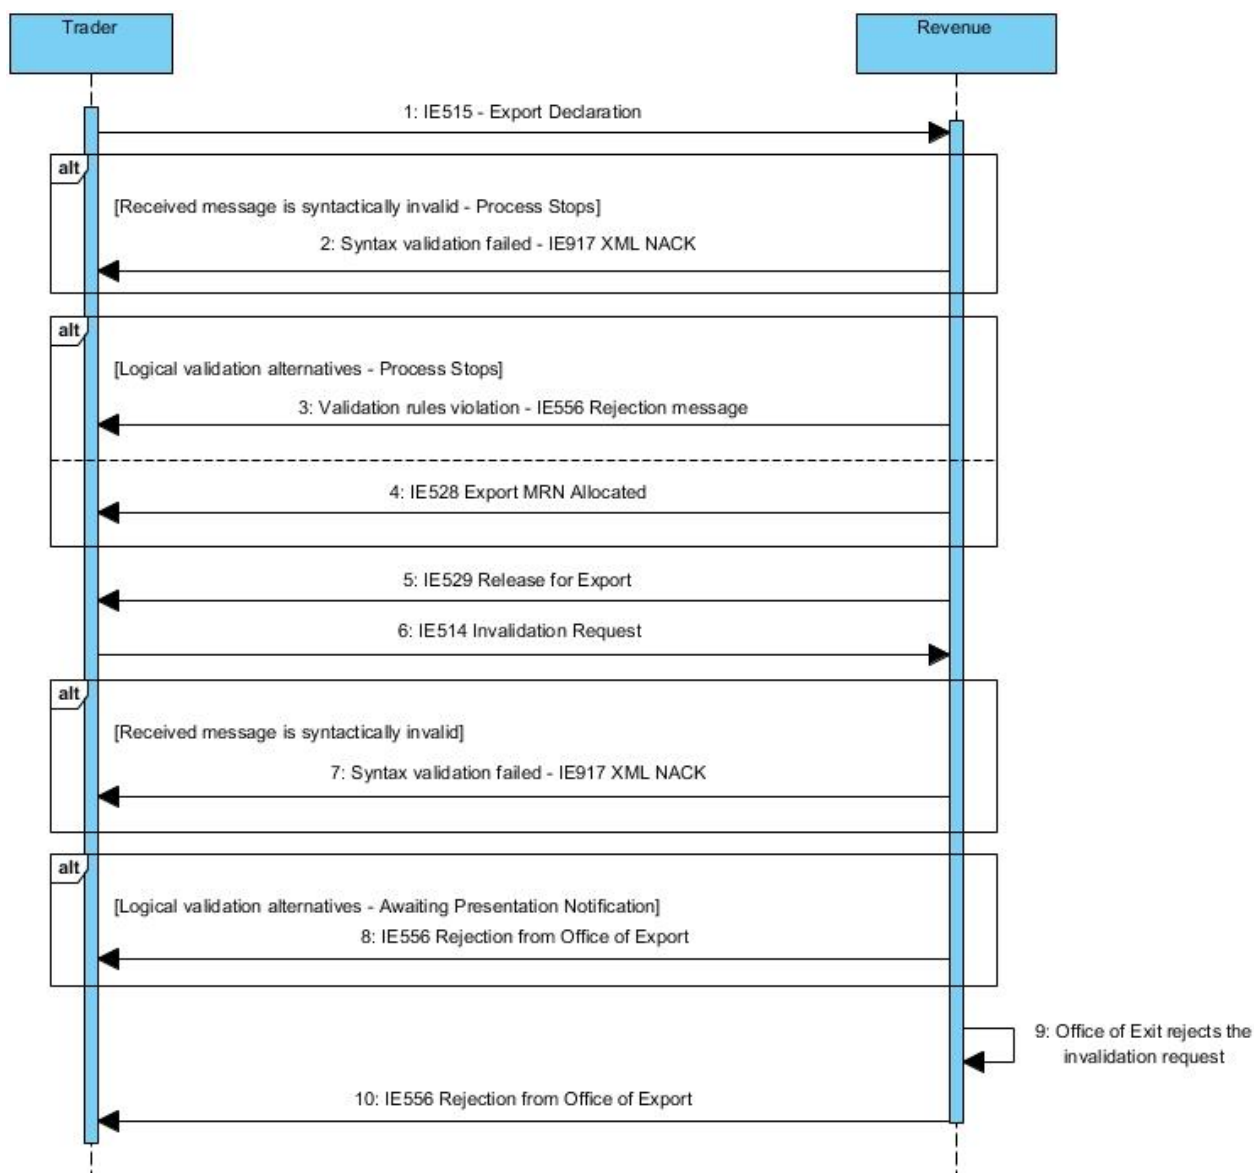 Trader
Revenue
1: IE515 - Export Declaration
alt
[Received message is syntactically invalid - Process Stops]
2: Syntax validation failed - IE917 XML NACK
alt
[Logical validation alternatives - Process Stops]
3: Validation rules violation - IE556 Rejection message
4: IE528 Export MRN Allocated
5: IE529 Release for Export
6: IE514 Invalidation Request
alt
[Received message is syntactically invalid]
7: Syntax validation failed - IE917 XML NACK
alt
[Logical validation alternatives - Awaiting Presentation Notification]
8: IE556 Rejection from Office of Export
9: Office of Exit rejects the
invalidation request
10: IE556 Rejection from Office of Export